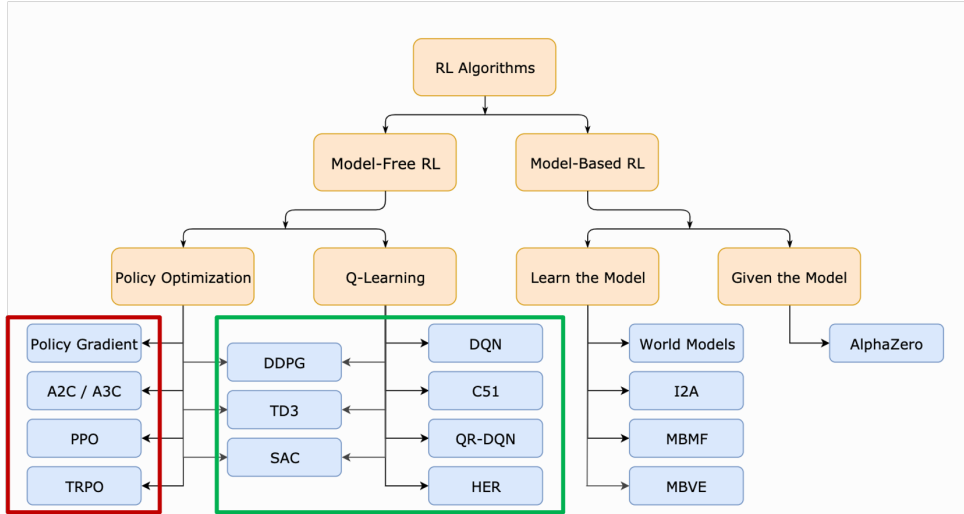 RL Algorithms
Model-Free RL
Model-Based RL
Policy Optimization
Q-Learning
Learn the Model
Given the Model
Policy Gradient
A2C / A3C
PPO
TRPO
DDPG
TD3
SAC
DQN
C51
QR-DQN
HER
World Models
I2A
MBMF
MBVE
AlphaZero